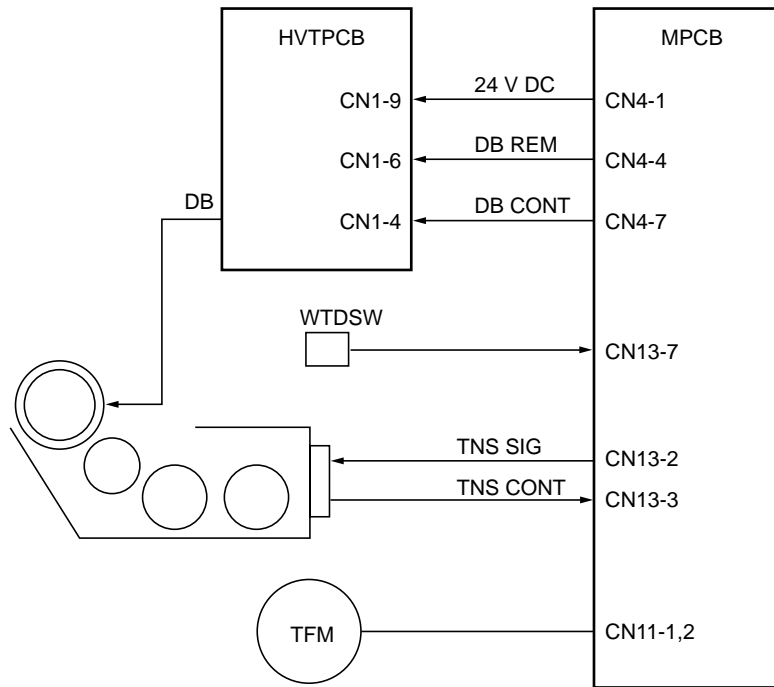 HVTPCB
MPCB
24 V DC
CN1-9
CN4-1
DB REM
CN1-6
CN4-4
DB
DB CONT
CN1-4
CN4-7
WTDSW
CN13-7
TNS SIG
CN13-2
TNS CONT
CN13-3
TFM
CN11-1,2